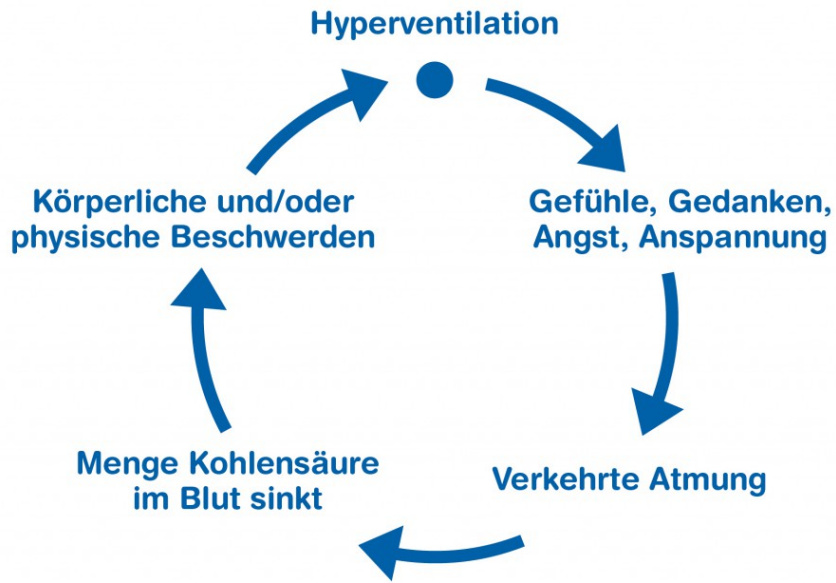 Hyperventilation
Gefühle, Gedanken,
Angst, Anspannung
Verkehrte Atmung
Menge Kohlensäure
im Blut sinkt
Körperliche und/oder
physische Beschwerden